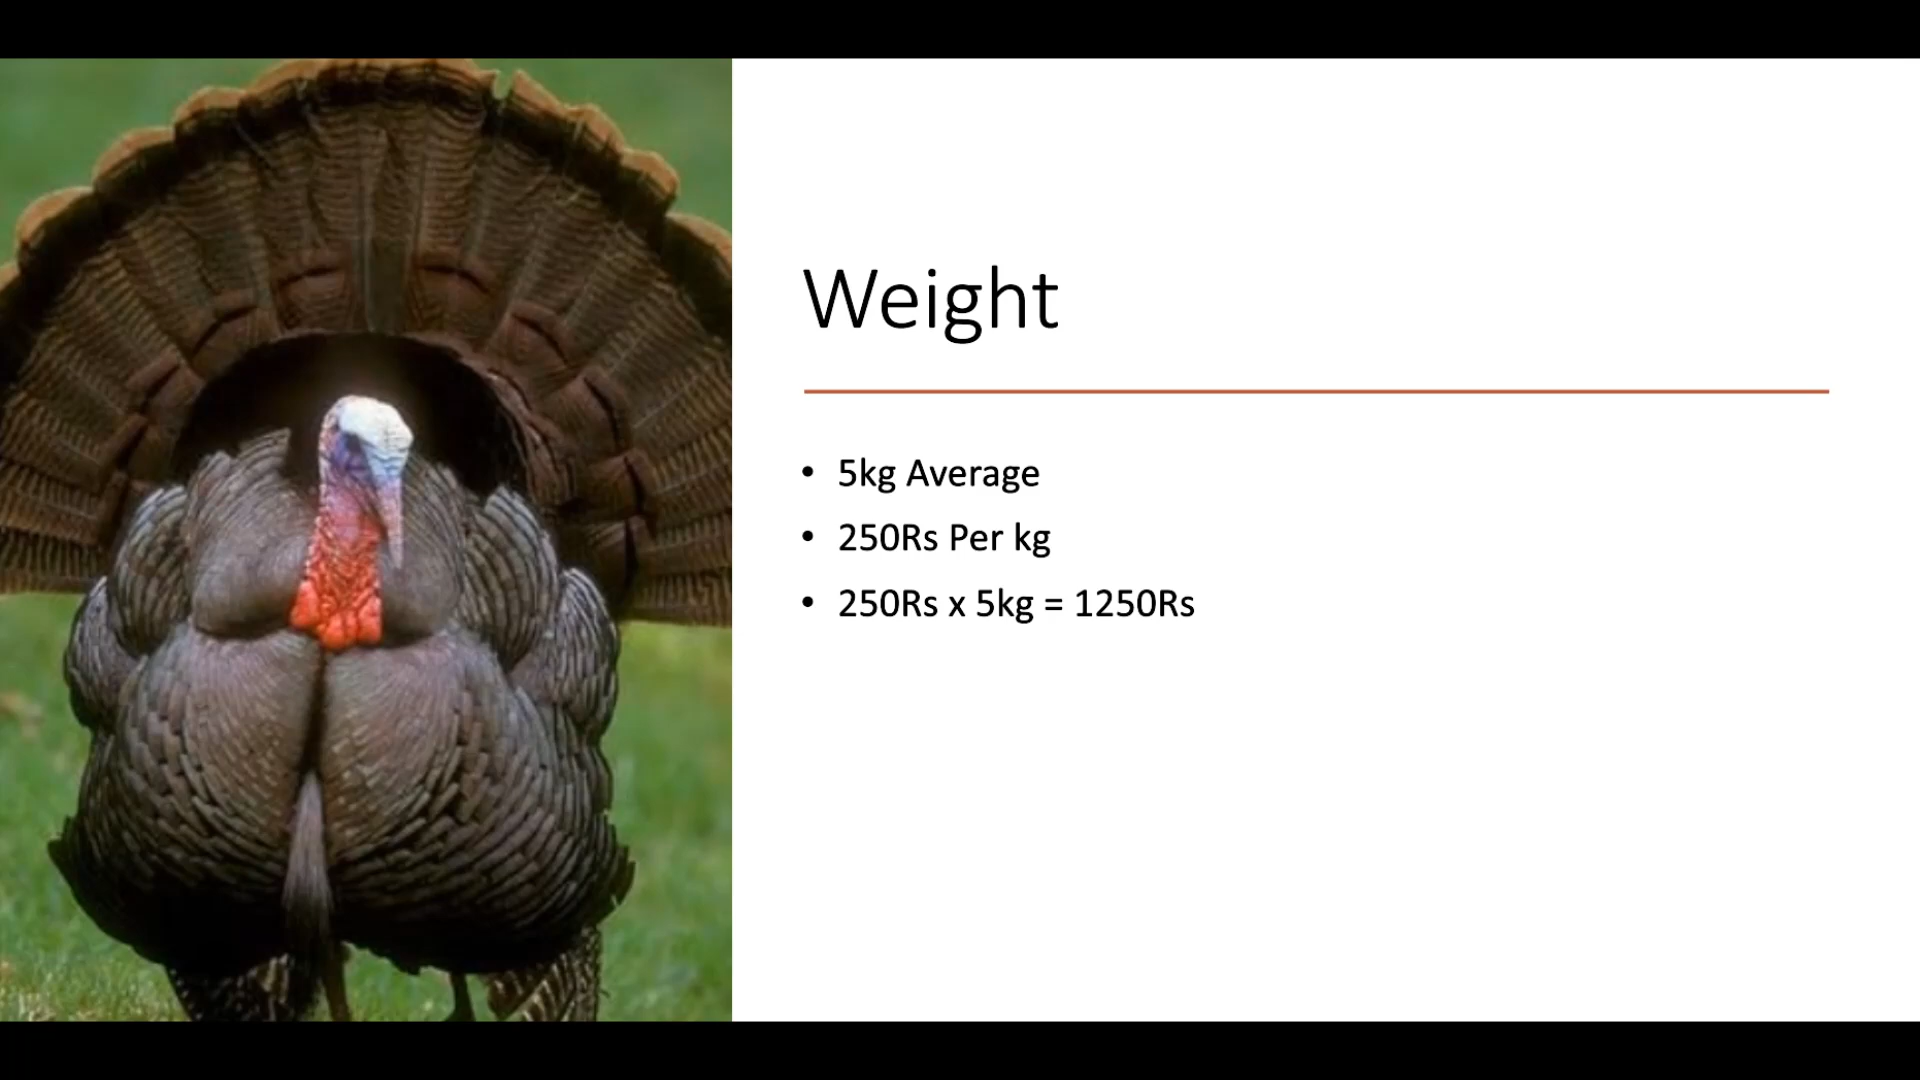 Weight
• 5kg Average
• 250Rs Per kg
• 250Rs x 5kg = 1250Rs